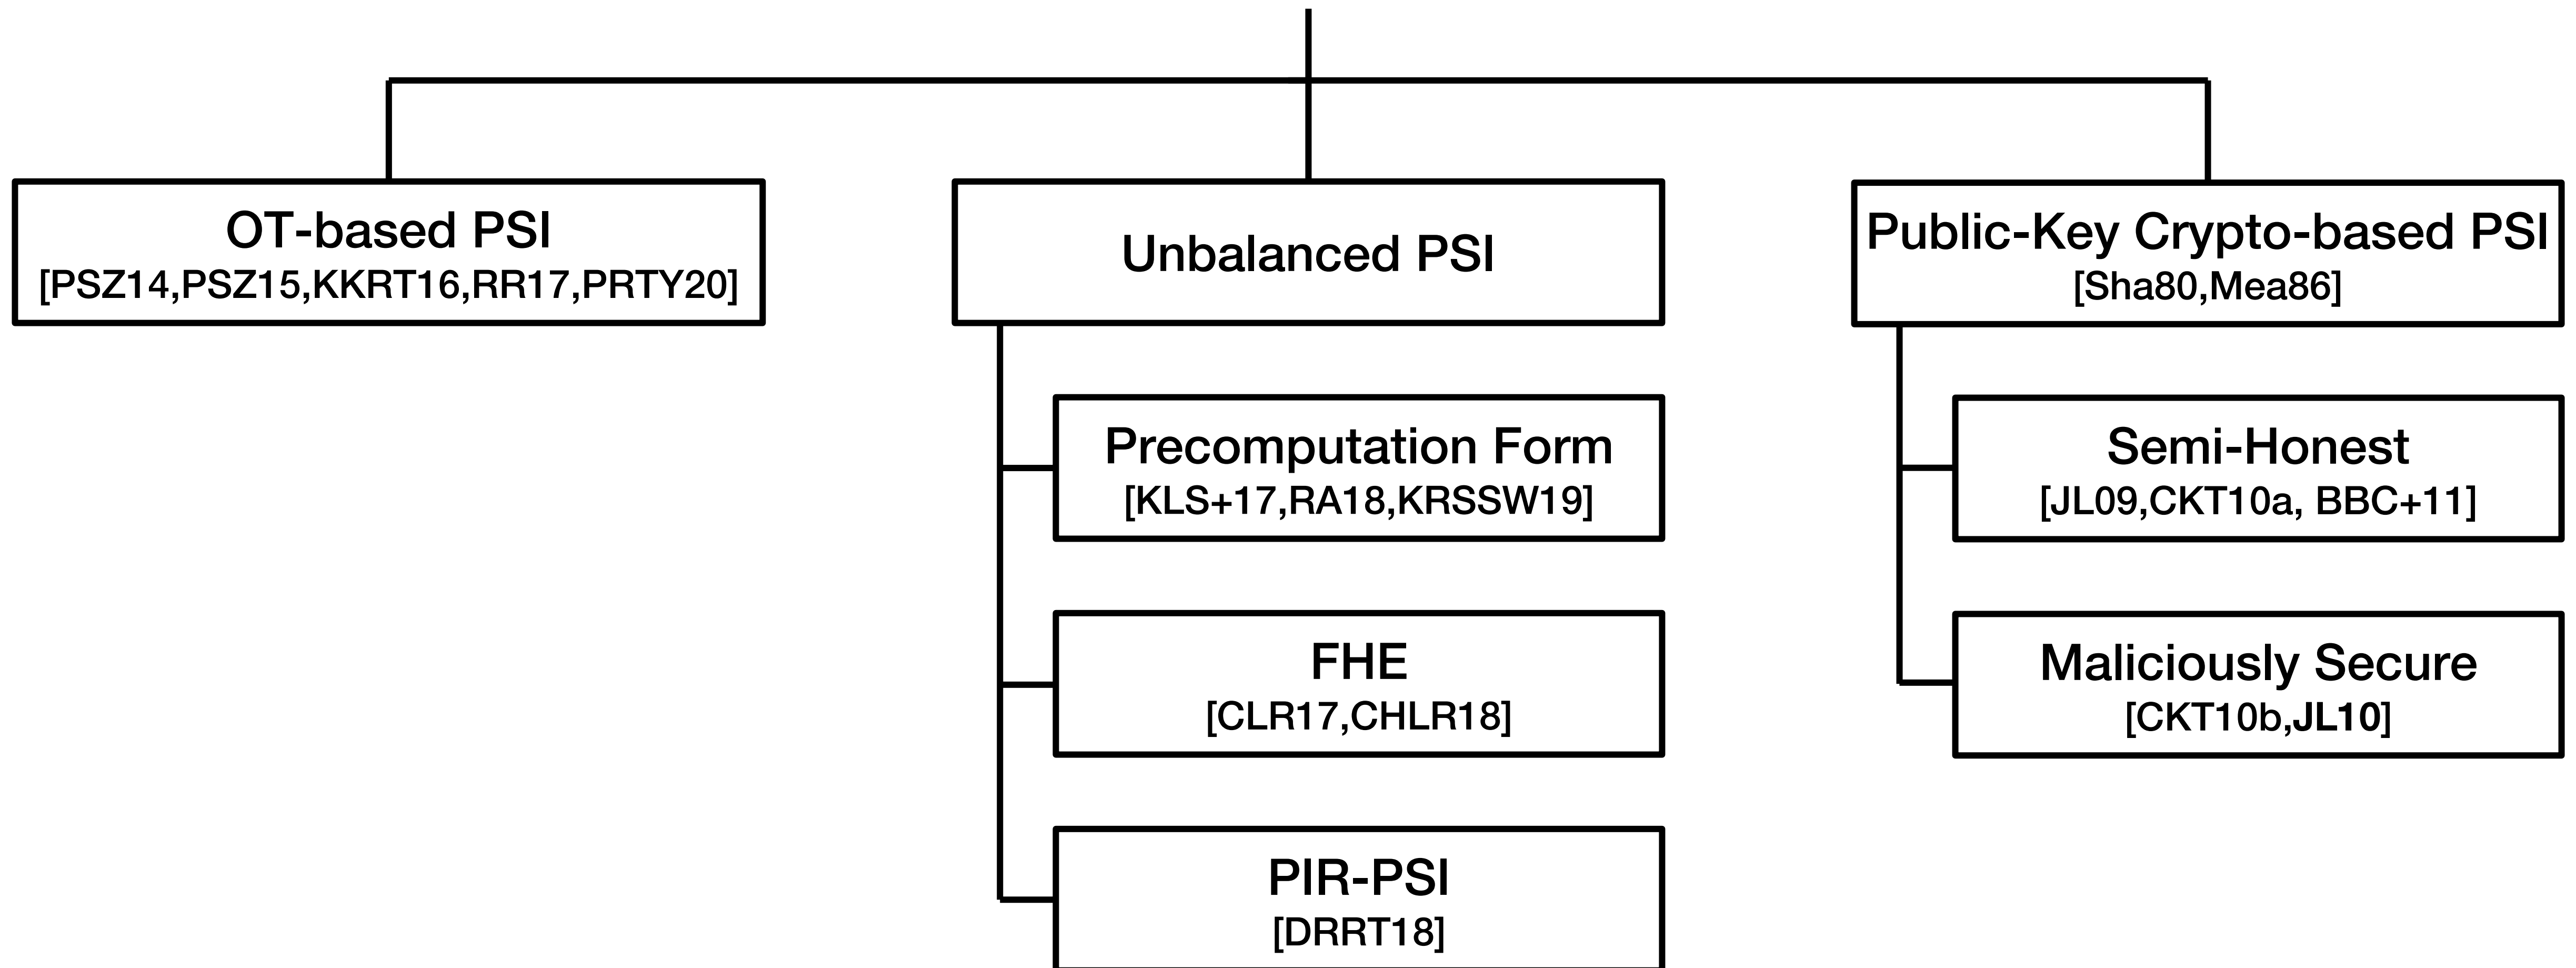 OT-based PSI
[PSZ14,PSZ15,KKRT16,RR17,PRTY20]
Unbalanced PSI
Precomputation Form
[KLS+17,RA18,KRSSW19]
FHE
[CLR17,CHLR18]
PIR-PSI
[DRRT18]
Public-Key Crypto-based PSI
[Sha80,Mea86]
Semi-Honest
[JL09,CKT10a, BBC+11]
Maliciously Secure
[CKT10b,JL10]